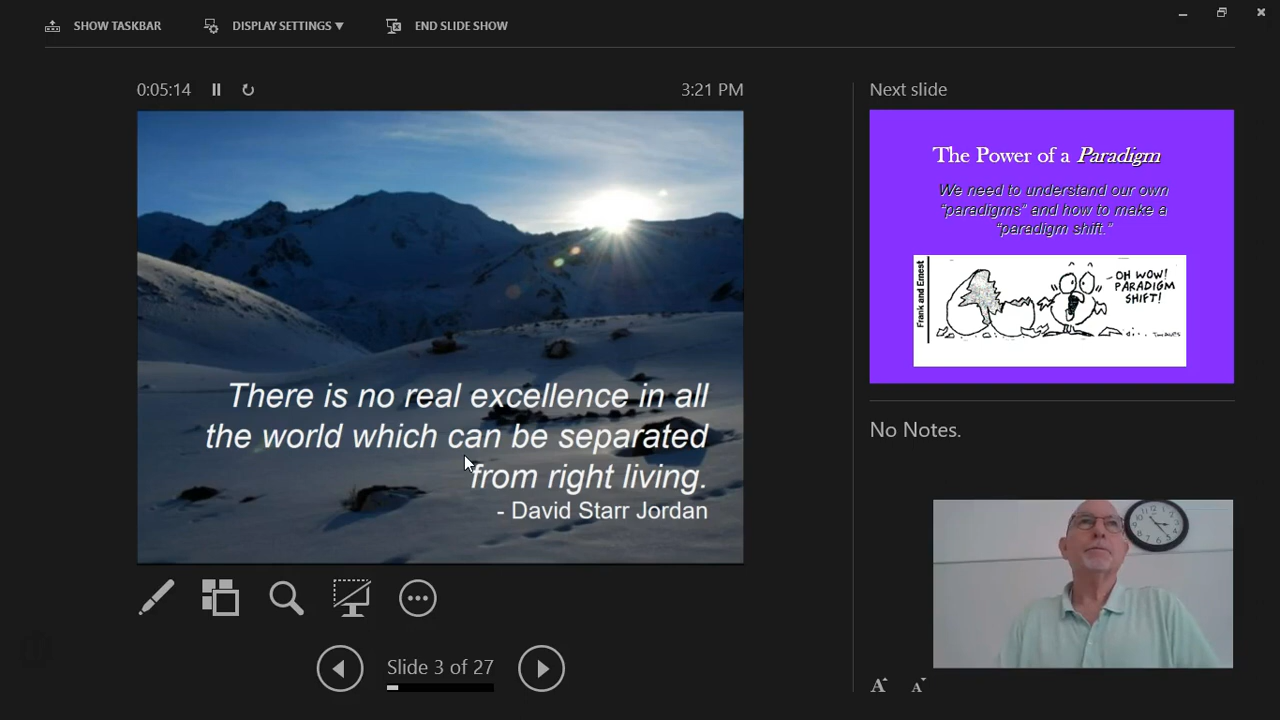 SHOW TASKBAR
DISPLAY SETTINGS ▼
END SLIDE SHOW
0:05:14
3:21 PM
There is no real excellence in all
the world which can be separated
from right living.
- David Starr Jordan
Slide 3 of 27
Next slide
The Power of a Paradigm
We need to understand our own
"paradigms" and how to make a
"paradigm shift."
Frank and Ernest
OH WOW!
PARADIGM
SHIFT!
No Notes.
A
A